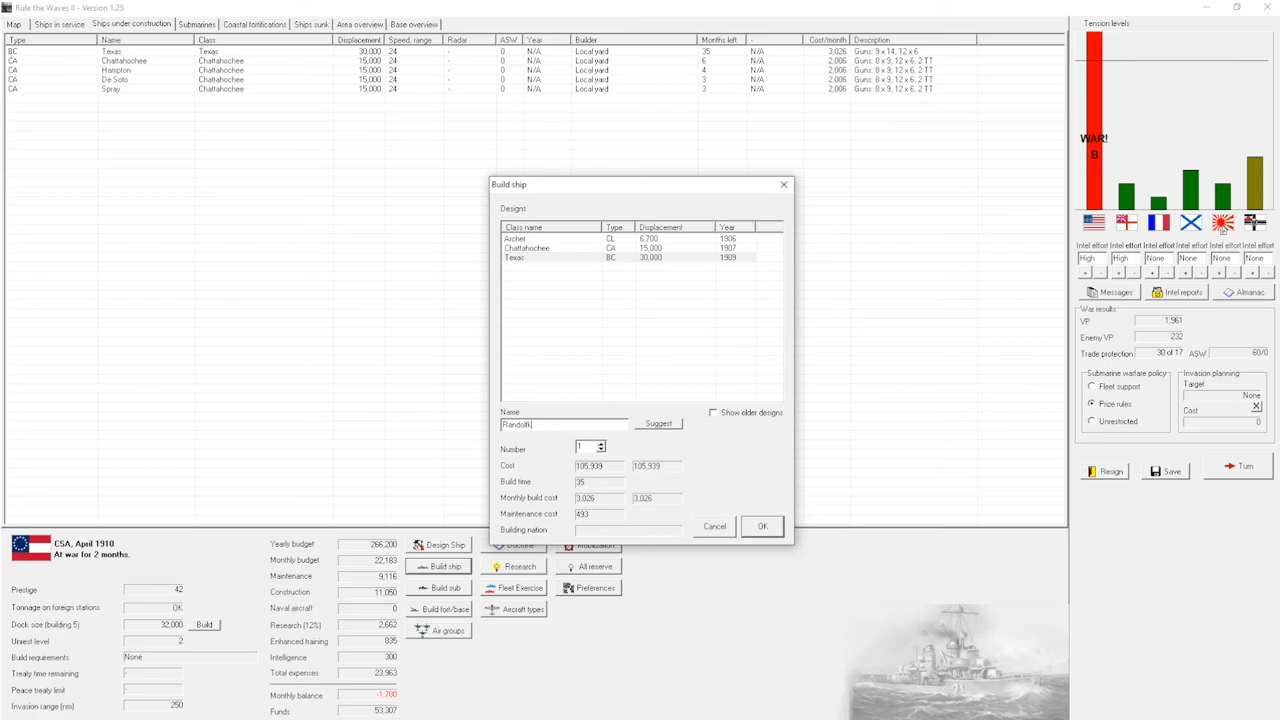 Rule the Waves II - Version 1.25
Map Ships in service Ships under construction Submarines Coastal fortifications Ships sunk Area overview Base overview
Type Name Class Displacement Speed, range Radar ASW Year Builder Months left - Cost/month Description
BC Texas Texas 30,000 24 - 0 N/A Local yard 35 N/A 3,026 Guns: 9 x 14, 12 x 6
CA Chattahochee Chattahochee 15,000 24 - 0 N/A Local yard 6 N/A 2,006 Guns: 8 x 9, 12 x 6, 2 TT
CA Hampton Chattahochee 15,000 24 - 0 N/A Local yard 4 N/A 2,006 Guns: 8 x 9, 12 x 6, 2 TT
CA De Soto Chattahochee 15,000 24 - 0 N/A Local yard 3 N/A 2,006 Guns: 8 x 9, 12 x 6, 2 TT
CA Spray Chattahochee 15,000 24 - 0 N/A Local yard 3 N/A 2,006 Guns: 8 x 9, 12 x 6, 2 TT
Build ship
Designs
Class name Type Displacement Year
Archer CL 6,700 1906
Chattahochee CA 15,000 1907
Texas BC 30,000 1909
Name
Show older designs
Randolfk
Suggest
Number 1
Cost 105,939 105,939
Build time 35
Monthly build cost 3,026 3,026
Maintenance cost 493
Building nation
Cancel OK
Tension levels
WAR!
B
Intel effort Intel effort Intel effort Intel effort Intel effort Intel effort
High High None None None None
+ - + - + - + - + - + -
Messages Intel reports Almanac
War results
VP 1,961
Enemy VP 232
Trade protection 30 of 17 ASW 60/0
Submarine warfare policy
Fleet support
Prize rules
Unrestricted
Invasion planning
Target
None
Cost X
0
Resign Save Turn
CSA, April 1910
At war for 2 months.
Prestige 42
Tonnage on foreign stations OK
Dock size (building 5) 32,000 Build
Unrest level 2
Build requirements None
Treaty time remaining -
Peace treaty limit -
Invasion range (nm) 250
Yearly budget 266,200
Monthly budget 22,183
Maintenance 9,116
Construction 11,050
Naval aircraft 0
Research (12%) 2,662
Enhanced training 835
Intelligence 300
Total expenses 23,963
Monthly balance -1,780
Funds 53,307
Design Ship Doctrine Mobilization
Build ship Research All reserve
Build sub Fleet Exercise Preferences
Build fort/base Aircraft types
Air groups